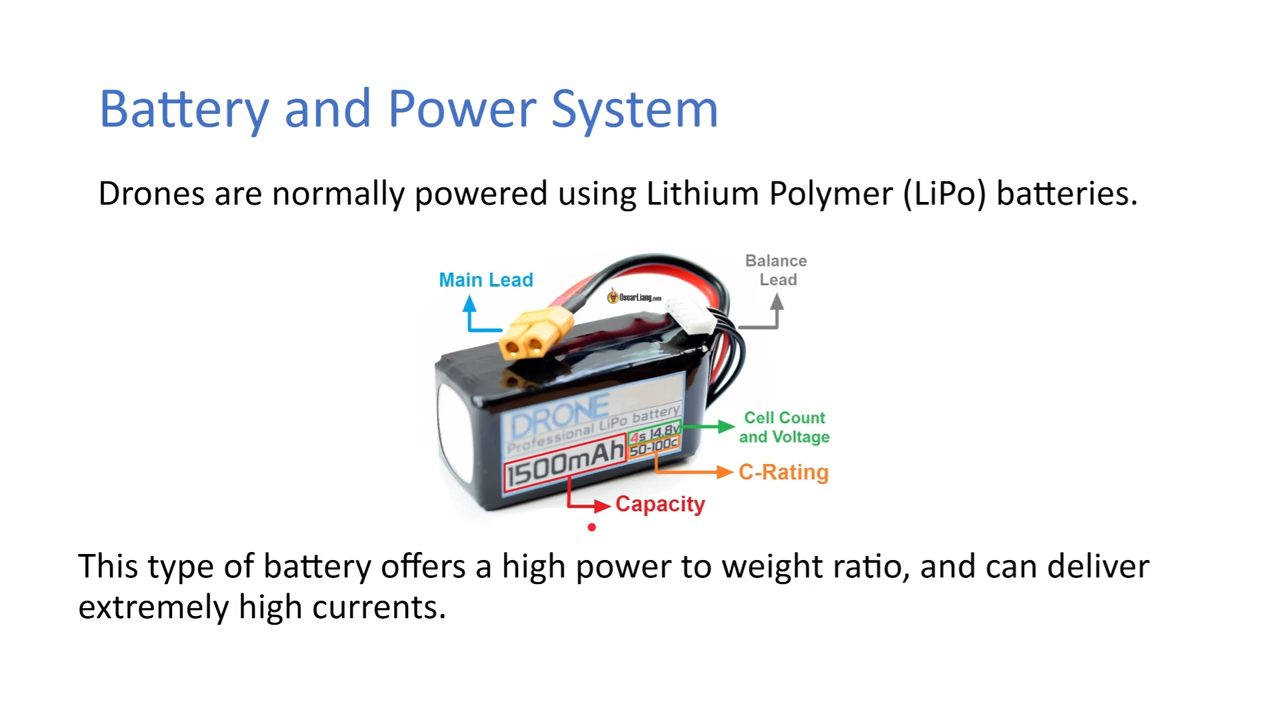 Battery and Power System
Drones are normally powered using Lithium Polymer (LiPo) batteries.
Main Lead
Balance
Lead
OscarLiang.com
DRONE
Professional LiPo battery
4s 14.8v
50-100c
1500mAh
Cell Count
and Voltage
C-Rating
Capacity
This type of battery offers a high power to weight ratio, and can deliver
extremely high currents.